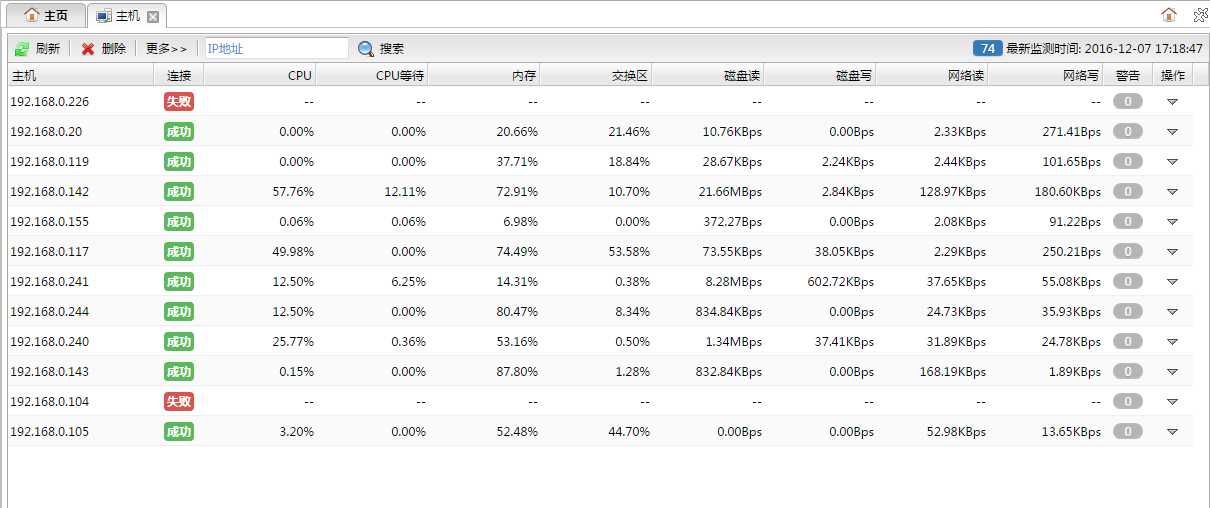 主页 主机
刷新 删除 更多>> IP地址 搜索 74 最新监测时间: 2016-12-07 17:18:47
主机 连接 CPU CPU等待 内存 交换区 磁盘读 磁盘写 网络读 网络写 警告 操作
192.168.0.226 失败 -- -- -- -- -- -- -- -- 0
192.168.0.20 成功 0.00% 0.00% 20.66% 21.46% 10.76KBps 0.00Bps 2.33KBps 271.41Bps 0
192.168.0.119 成功 0.00% 0.00% 37.71% 18.84% 28.67KBps 2.24KBps 2.44KBps 101.65Bps 0
192.168.0.142 成功 57.76% 12.11% 72.91% 10.70% 21.66MBps 2.84KBps 128.97KBps 180.60KBps 0
192.168.0.155 成功 0.06% 0.06% 6.98% 0.00% 372.27Bps 0.00Bps 2.08KBps 91.22Bps 0
192.168.0.117 成功 49.98% 0.00% 74.49% 53.58% 73.55KBps 38.05KBps 2.29KBps 250.21Bps 0
192.168.0.241 成功 12.50% 6.25% 14.31% 0.38% 8.28MBps 602.72KBps 37.65KBps 55.08KBps 0
192.168.0.244 成功 12.50% 0.00% 80.47% 8.34% 834.84KBps 0.00Bps 24.73KBps 35.93KBps 0
192.168.0.240 成功 25.77% 0.36% 53.16% 0.50% 1.34MBps 37.41KBps 31.89KBps 24.78KBps 0
192.168.0.143 成功 0.15% 0.00% 87.80% 1.28% 832.84KBps 0.00Bps 168.19KBps 1.89KBps 0
192.168.0.104 失败 -- -- -- -- -- -- -- -- 0
192.168.0.105 成功 3.20% 0.00% 52.48% 44.70% 0.00Bps 0.00Bps 52.98KBps 13.65KBps 0